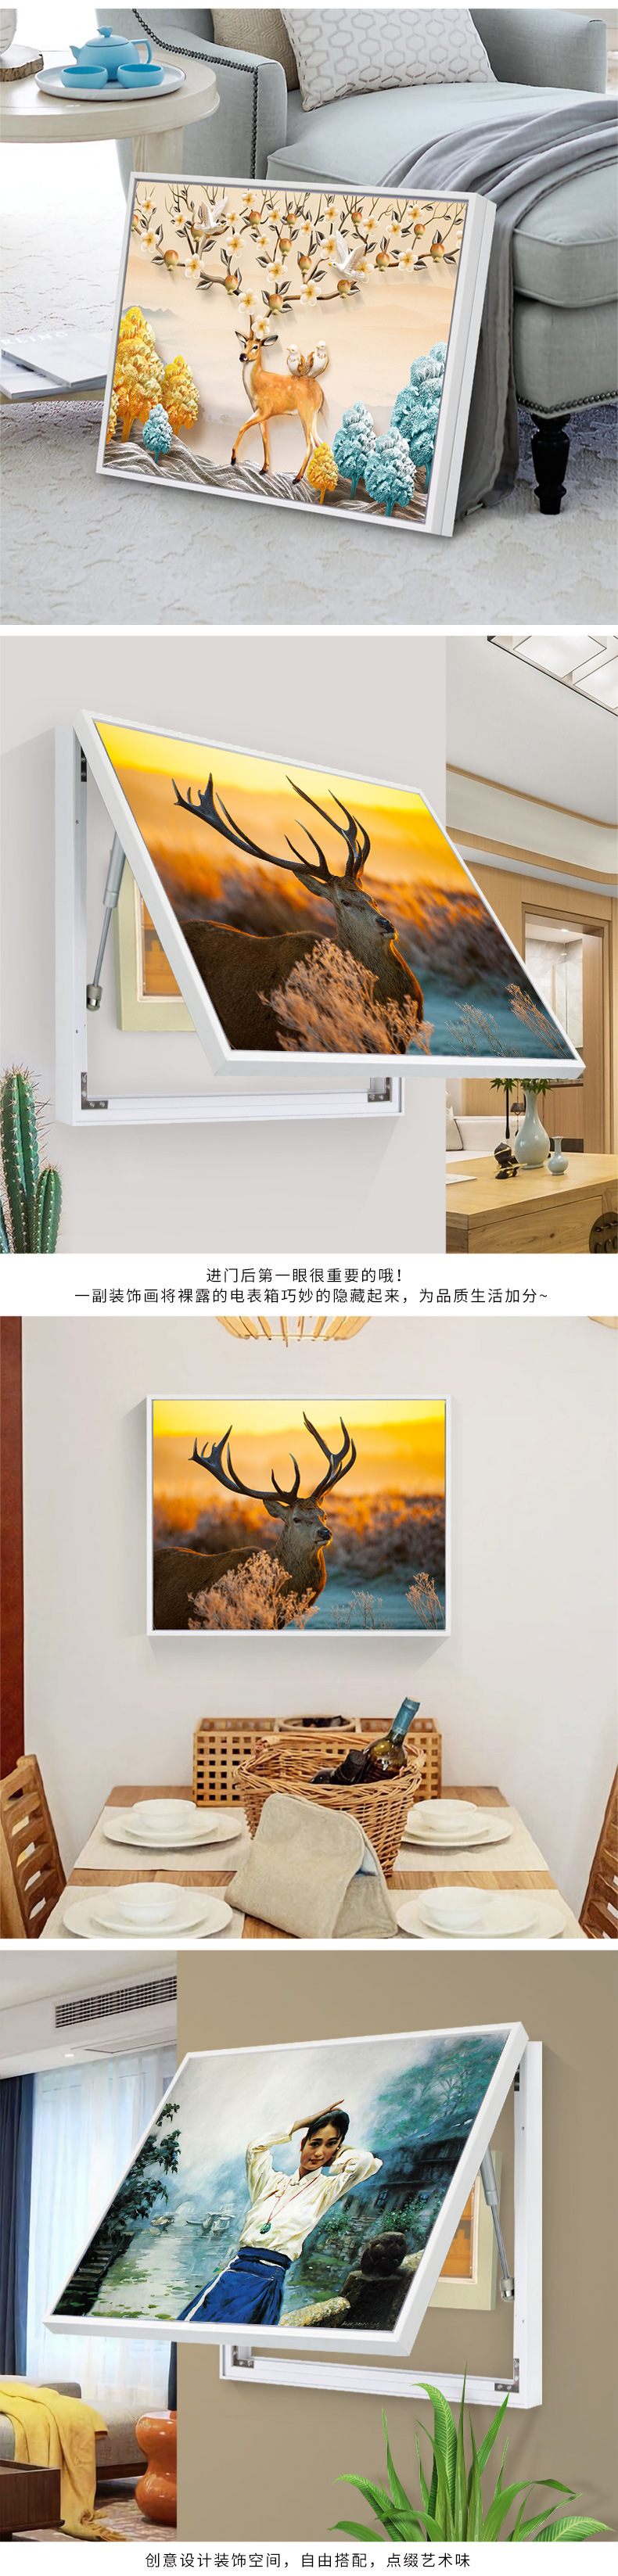 RLING
进门后第一眼很重要的哦！
一副装饰画将裸露的电表箱巧妙的隐藏起来，为品质生活加分~
创意设计装饰空间，自由搭配，点缀艺术味